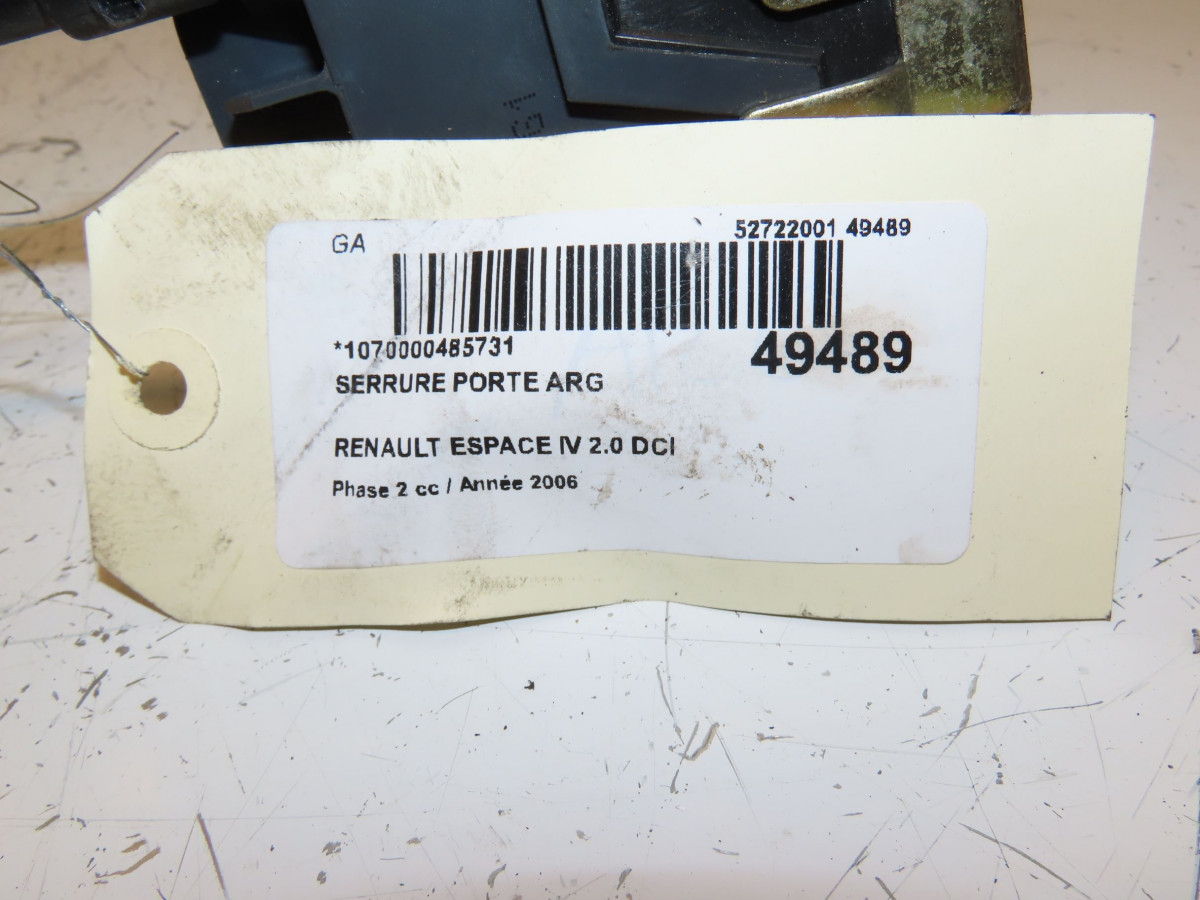 GA
52722001 49489
*1070000485731
49489
SERRURE PORTE ARG
RENAULT ESPACE IV 2.0 DCI
Phase 2 cc / Année 2006